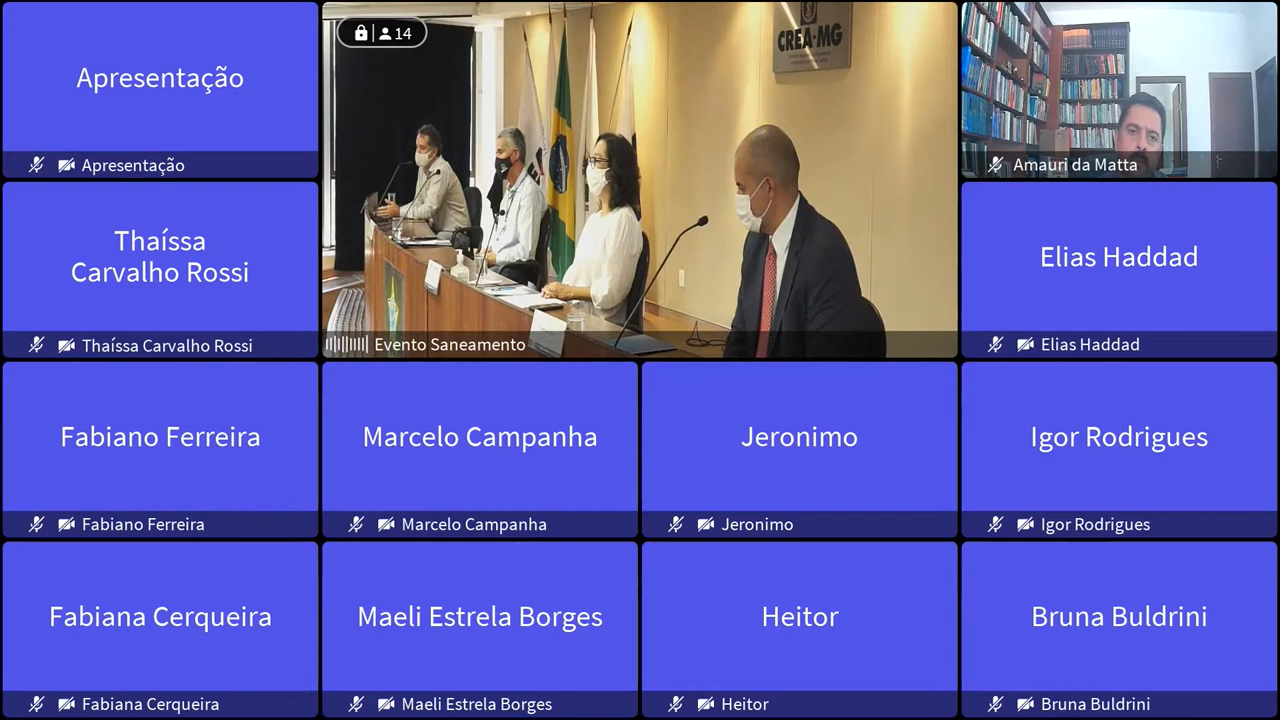 Apresentação
Apresentação
14
CREA-MG
Evento Saneamento
Amauri da Matta
Thaíssa
Carvalho Rossi
Thaíssa Carvalho Rossi
Elias Haddad
Elias Haddad
Fabiano Ferreira
Fabiano Ferreira
Marcelo Campanha
Marcelo Campanha
Jeronimo
Jeronimo
Igor Rodrigues
Igor Rodrigues
Fabiana Cerqueira
Fabiana Cerqueira
Maeli Estrela Borges
Maeli Estrela Borges
Heitor
Heitor
Bruna Buldrini
Bruna Buldrini